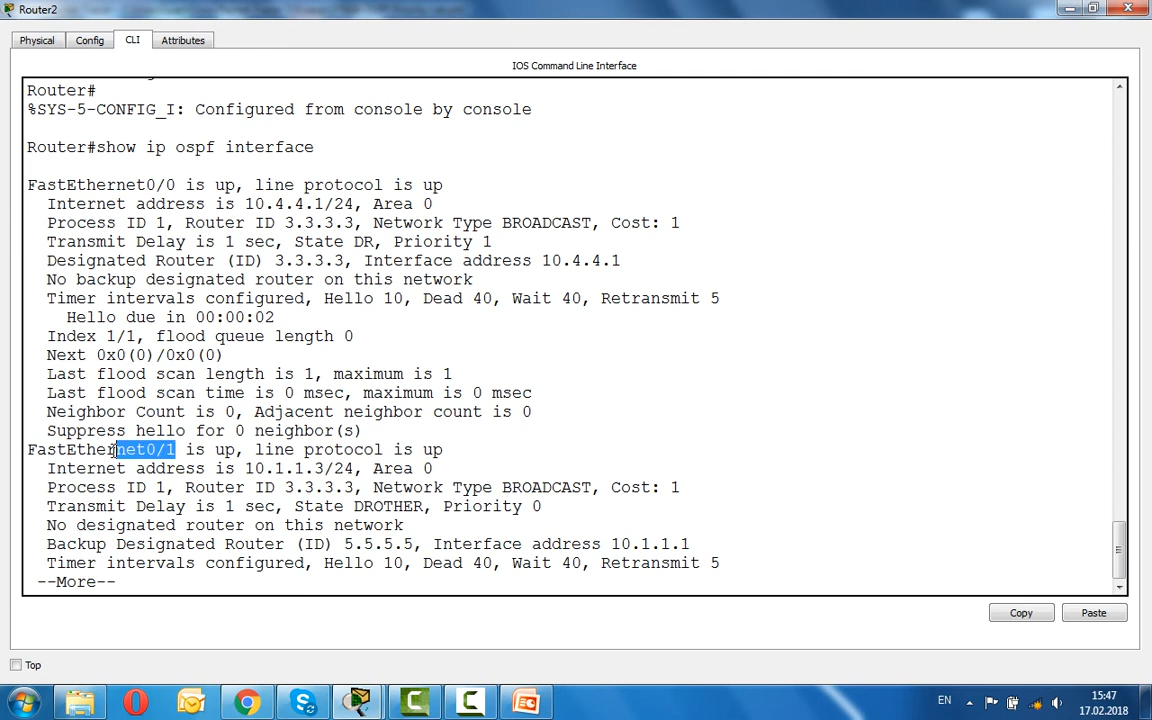 Router2
Physical
Config
CLI
Attributes
IOS Command Line Interface
Router#
%SYS-5-CONFIG_I: Configured from console by console
Router#show ip ospf interface
FastEthernet0/0 is up, line protocol is up
Internet address is 10.4.4.1/24, Area 0
Process ID 1, Router ID 3.3.3.3, Network Type BROADCAST, Cost: 1
Transmit Delay is 1 sec, State DR, Priority 1
Designated Router (ID) 3.3.3.3, Interface address 10.4.4.1
No backup designated router on this network
Timer intervals configured, Hello 10, Dead 40, Wait 40, Retransmit 5
Hello due in 00:00:02
Index 1/1, flood queue length 0
Next 0x0(0)/0x0(0)
Last flood scan length is 1, maximum is 1
Last flood scan time is 0 msec, maximum is 0 msec
Neighbor Count is 0, Adjacent neighbor count is 0
Suppress hello for 0 neighbor(s)
FastEthernet0/1 is up, line protocol is up
Internet address is 10.1.1.3/24, Area 0
Process ID 1, Router ID 3.3.3.3, Network Type BROADCAST, Cost: 1
Transmit Delay is 1 sec, State DROTHER, Priority 0
No designated router on this network
Backup Designated Router (ID) 5.5.5.5, Interface address 10.1.1.1
Timer intervals configured, Hello 10, Dead 40, Wait 40, Retransmit 5
--More--
Copy
Paste
Top
EN
15:47
17.02.2018